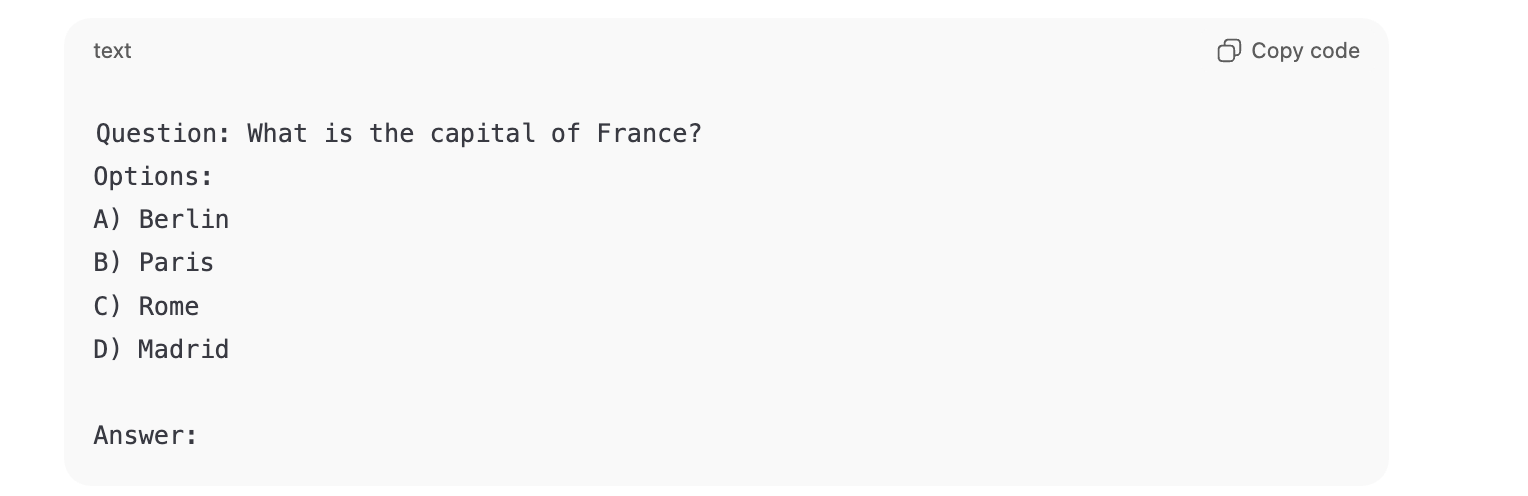 text
Copy code
Question: What is the capital of France?
Options:
A) Berlin
B) Paris
C) Rome
D) Madrid
Answer: